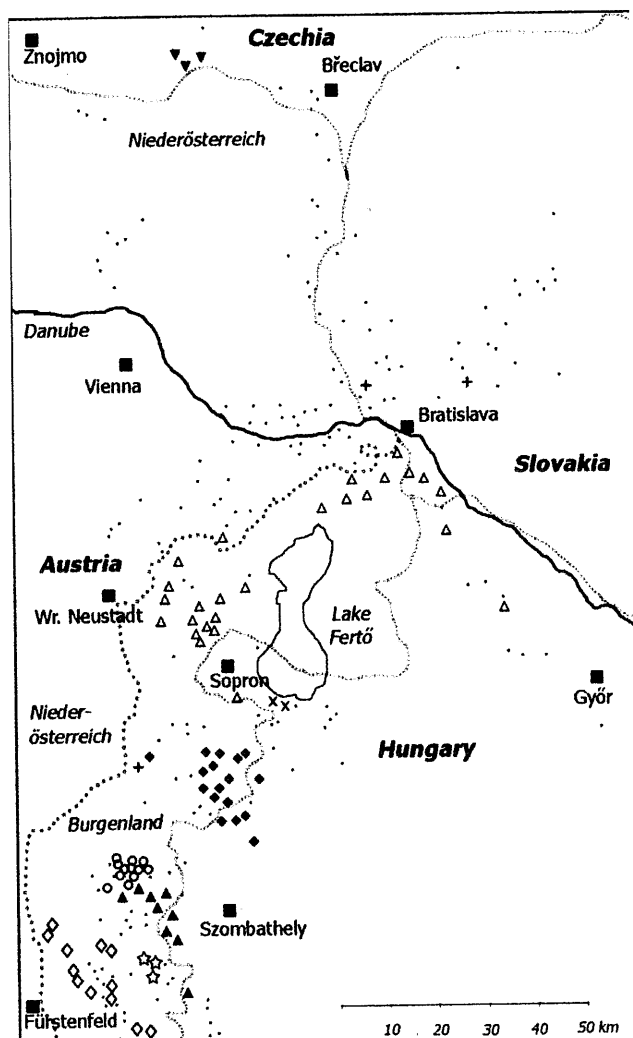 Czechia
Znojmo
Břeclav
Niederösterreich
Danube
Vienna
Bratislava
Slovakia
Austria
Wr. Neustadt
Lake
Fertő
Sopron
Győr
Nieder-
österreich
Hungary
Burgenland
Szombathely
Fürstenfeld
10 20 30 40 50 km